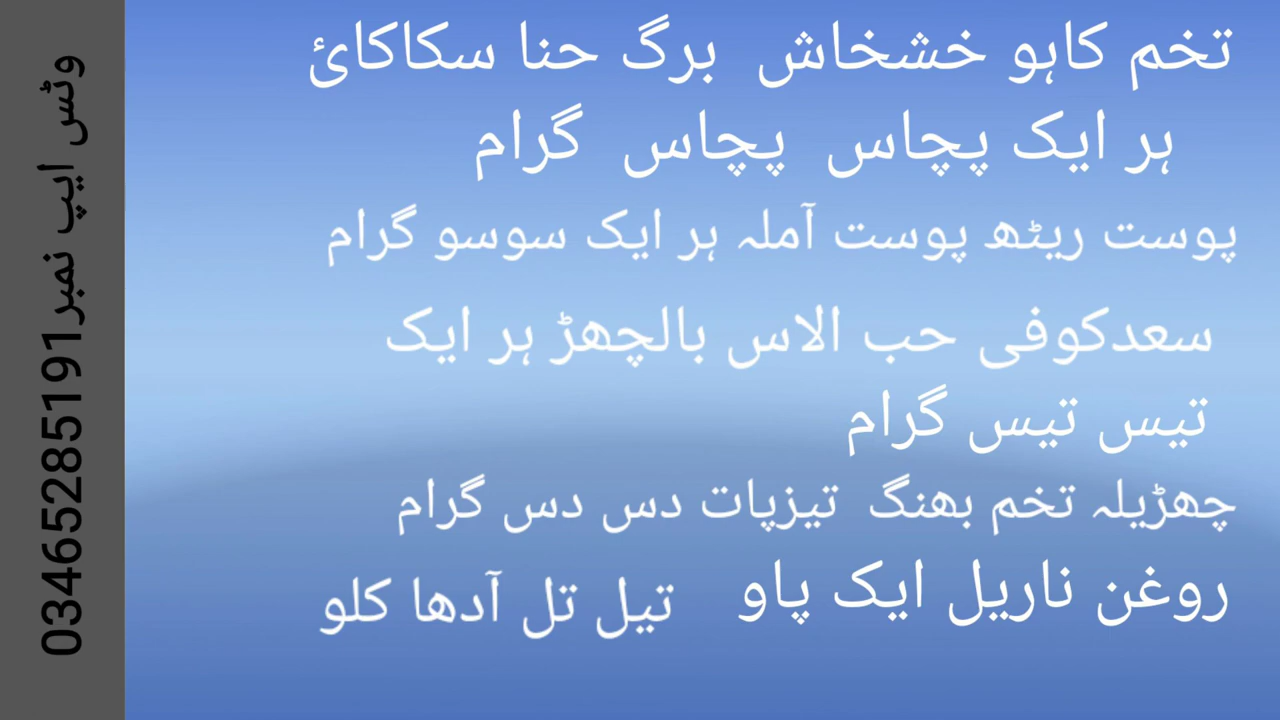 تخم کاہو خشخاش برگ حنا سکاکائ
ہر ایک پچاس پچاس گرام
پوست ریٹھ پوست آملہ ہر ایک سوسو گرام
سعدکوفی حب الاس بالچھڑ ہر ایک
تیس تیس گرام
چھڑیلہ تخم بھنگ تیزپات دس دس گرام
روغن ناریل ایک پاو تیل تل آدھا کلو
وٹس ایپ نمبر03465285191